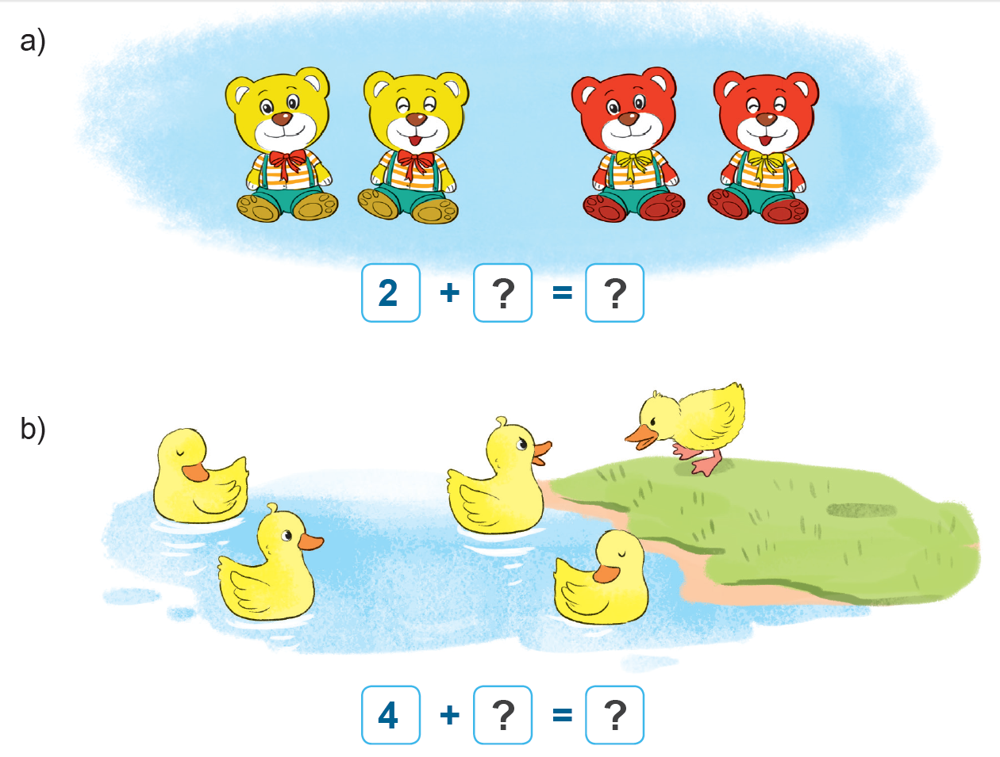 a)
2 + ? = ?
b)
4 + ? = ?